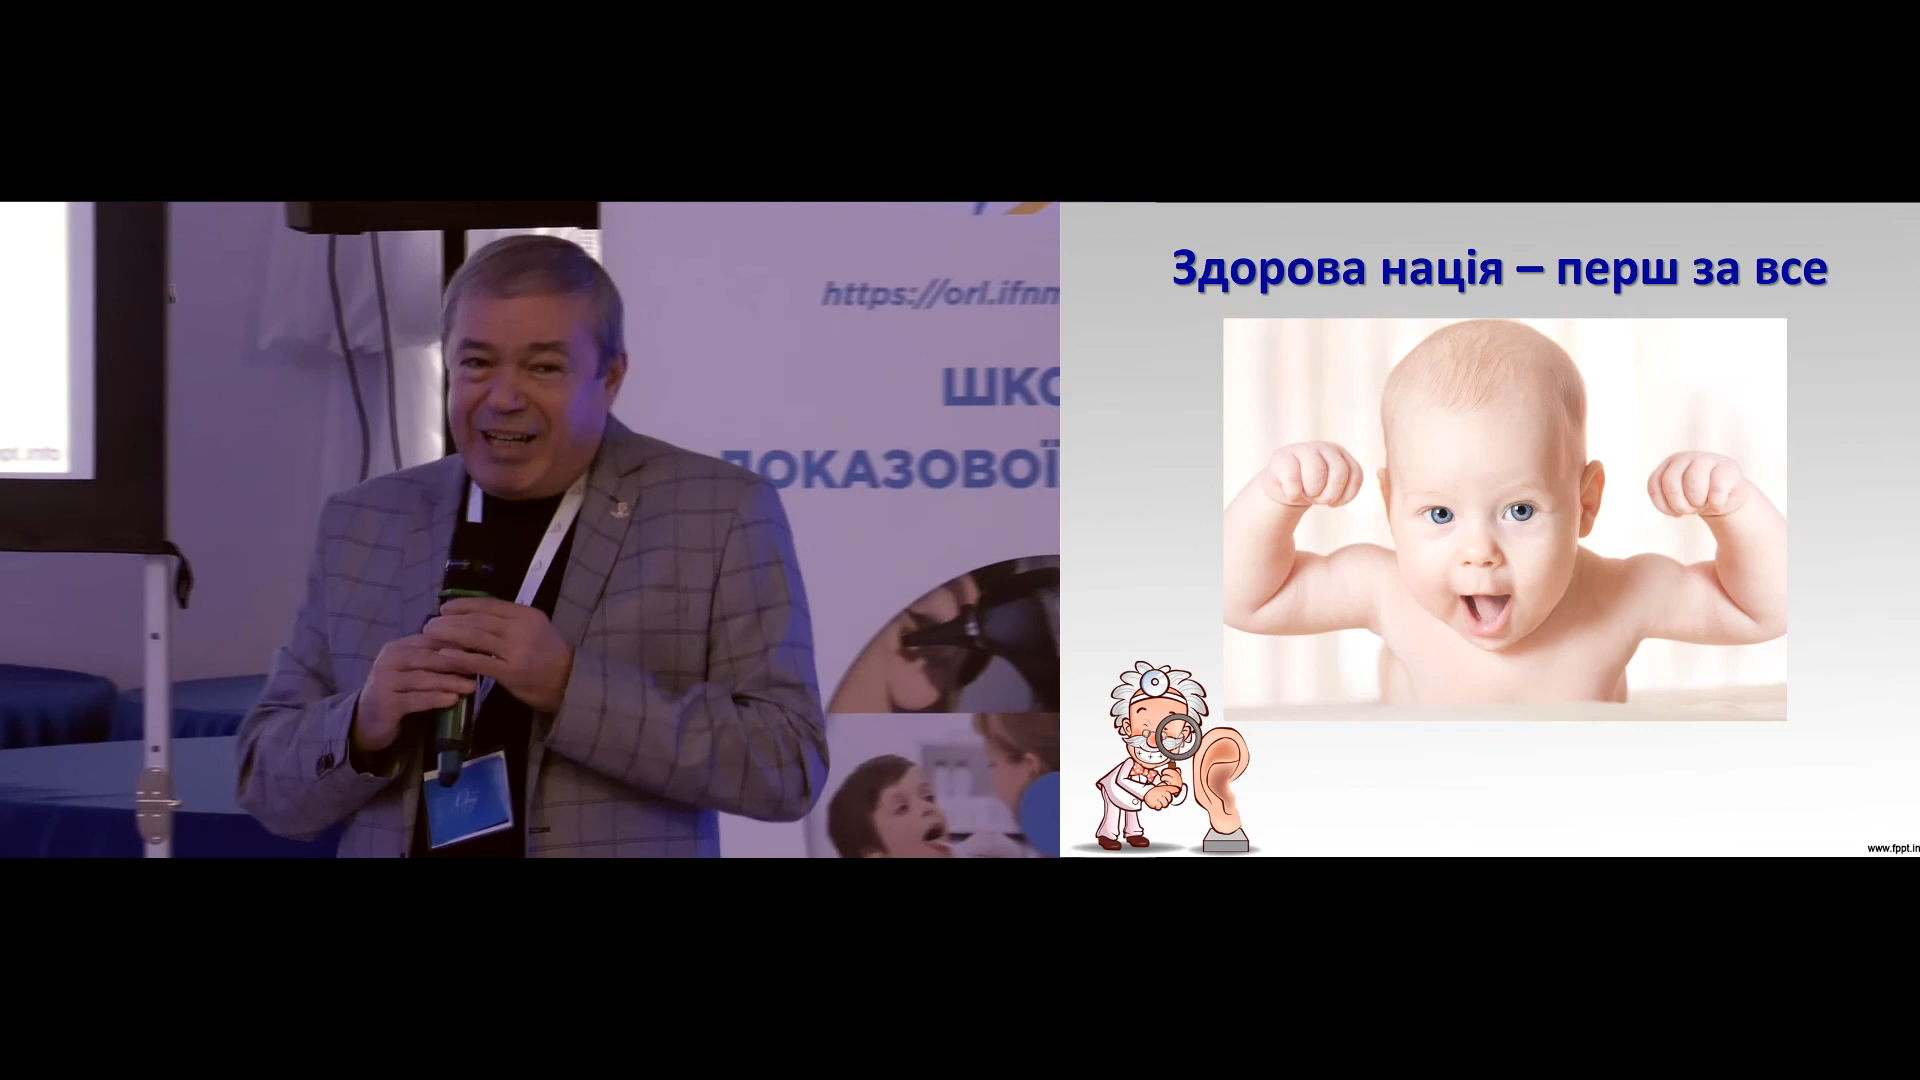 https://orl.ifnm
ШКО
ДОКАЗОВОЇ
Здорова нація – перш за все
www.fppt.in